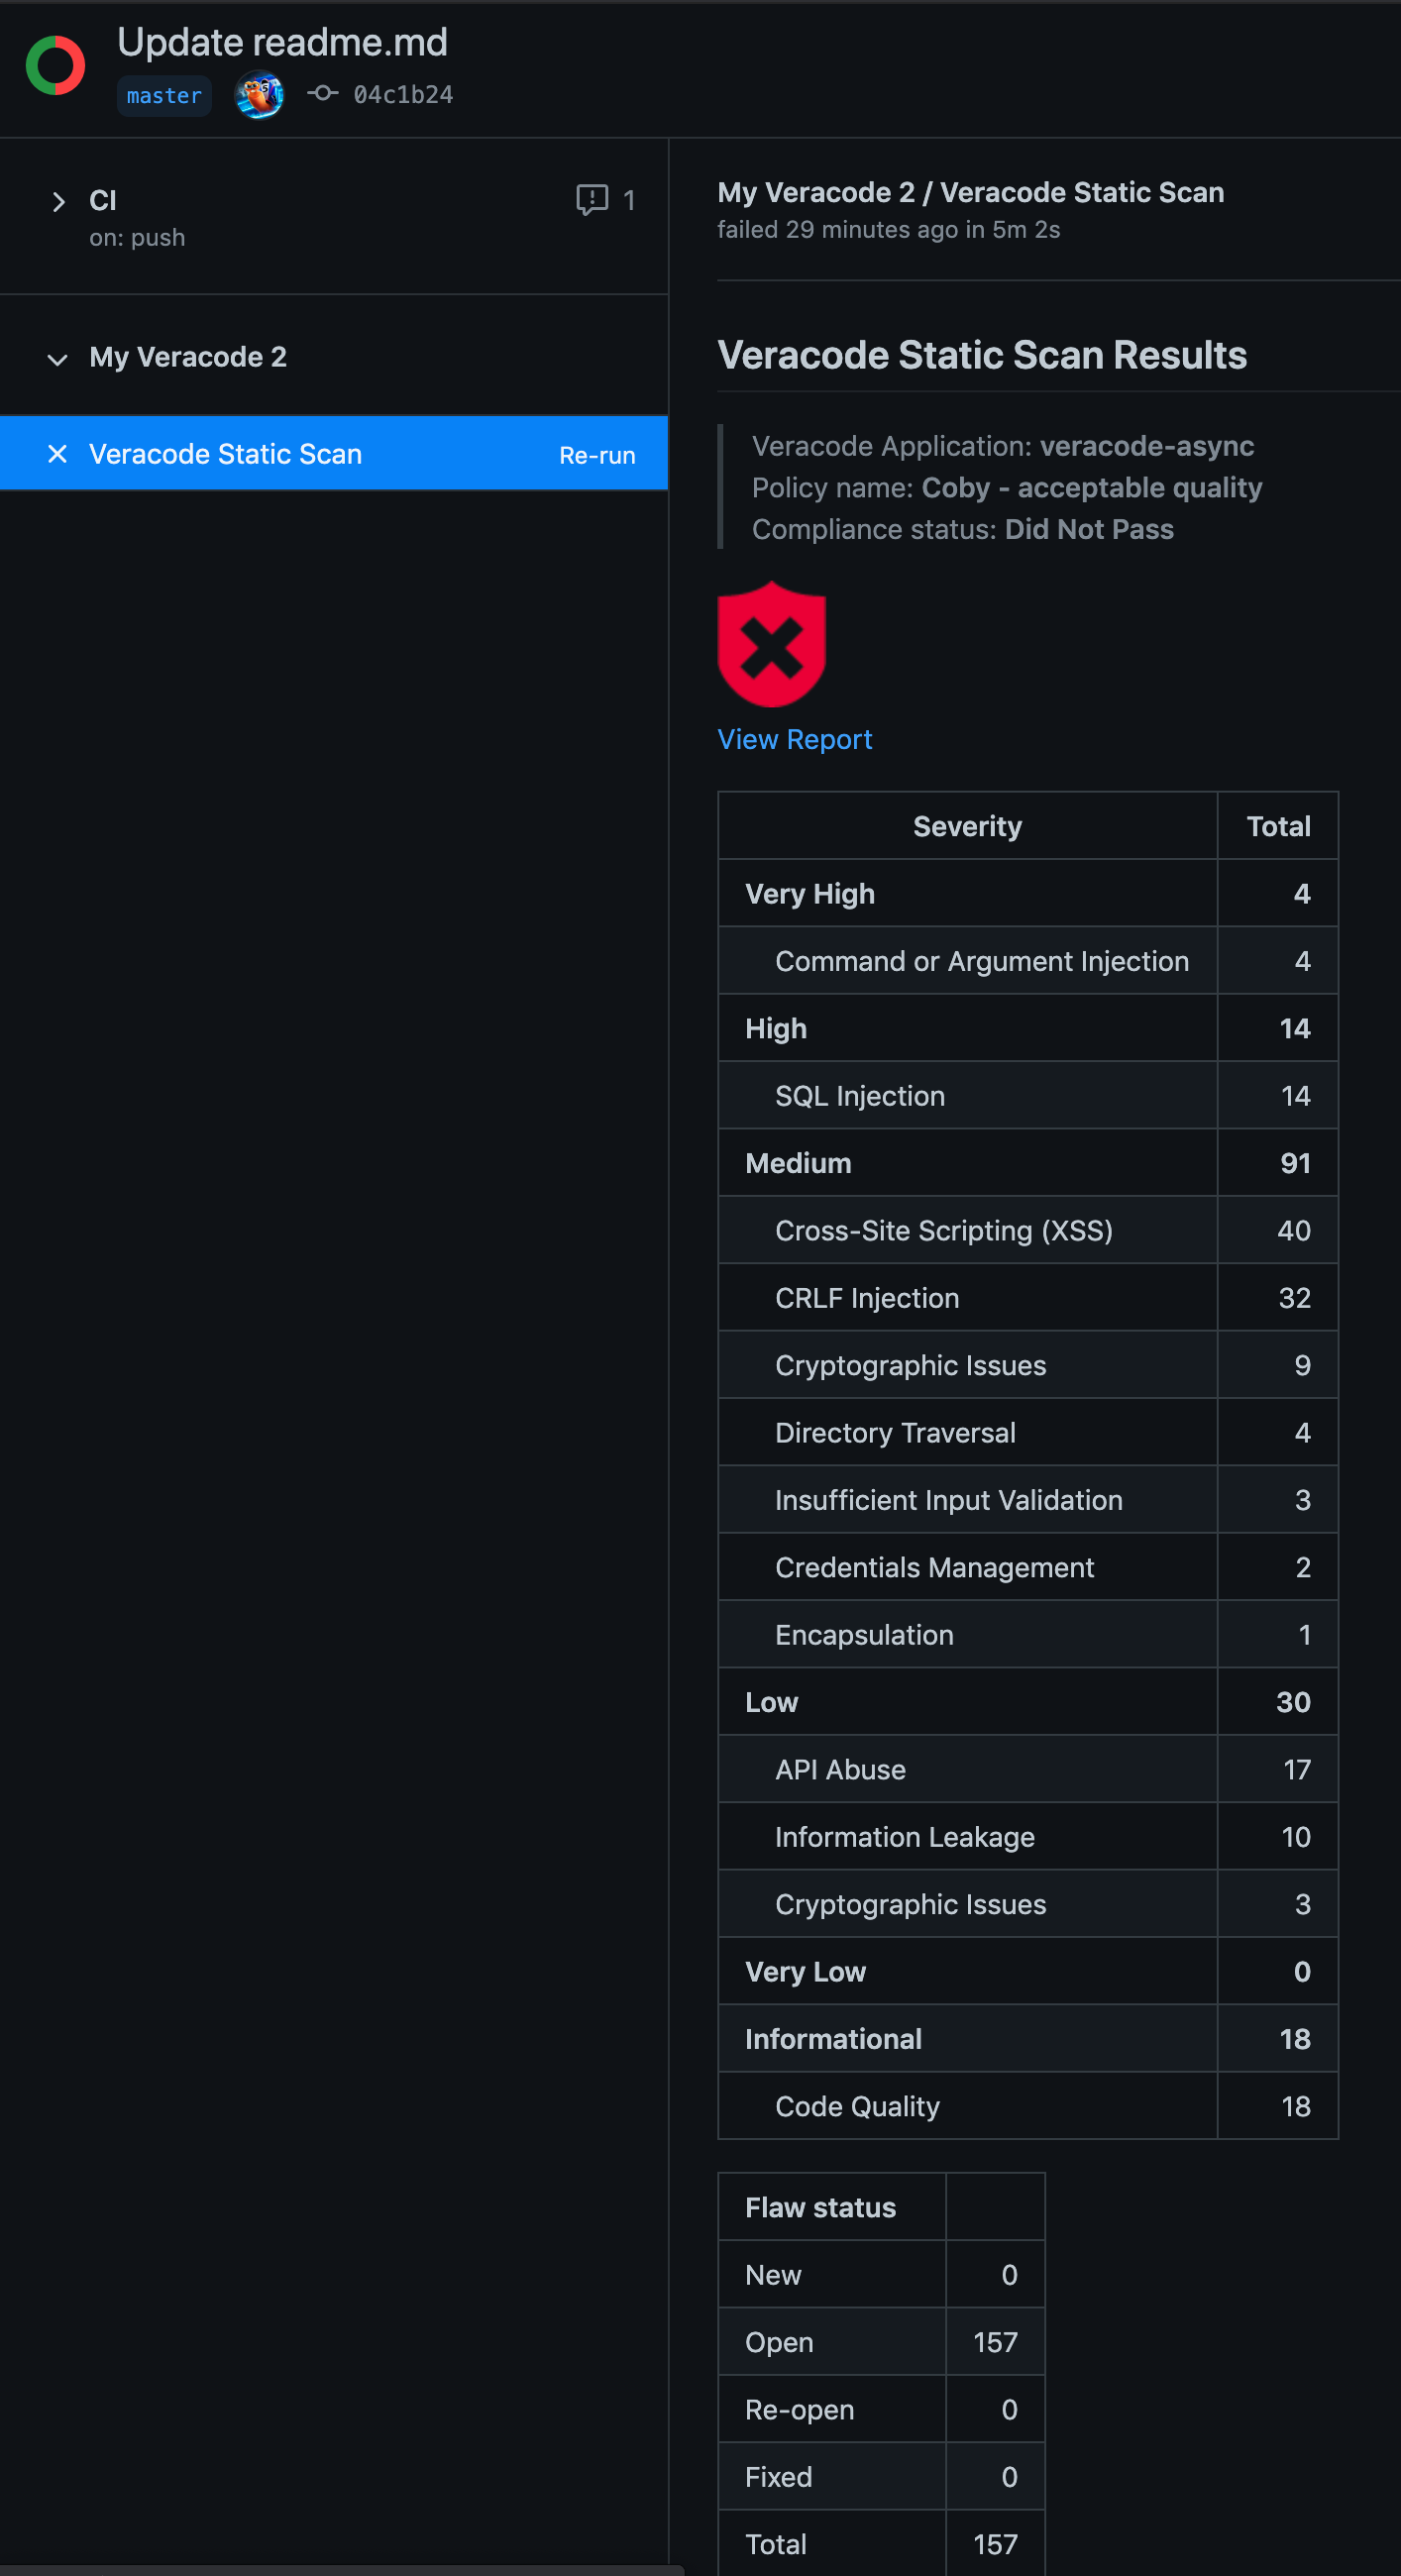 Update readme.md
master 04c1b24
CI 1
on: push
My Veracode 2
Veracode Static Scan Re-run
My Veracode 2 / Veracode Static Scan
failed 29 minutes ago in 5m 2s
Veracode Static Scan Results
Veracode Application: veracode-async
Policy name: Coby - acceptable quality
Compliance status: Did Not Pass
View Report
Severity Total
Very High 4
Command or Argument Injection 4
High 14
SQL Injection 14
Medium 91
Cross-Site Scripting (XSS) 40
CRLF Injection 32
Cryptographic Issues 9
Directory Traversal 4
Insufficient Input Validation 3
Credentials Management 2
Encapsulation 1
Low 30
API Abuse 17
Information Leakage 10
Cryptographic Issues 3
Very Low 0
Informational 18
Code Quality 18
Flaw status
New 0
Open 157
Re-open 0
Fixed 0
Total 157